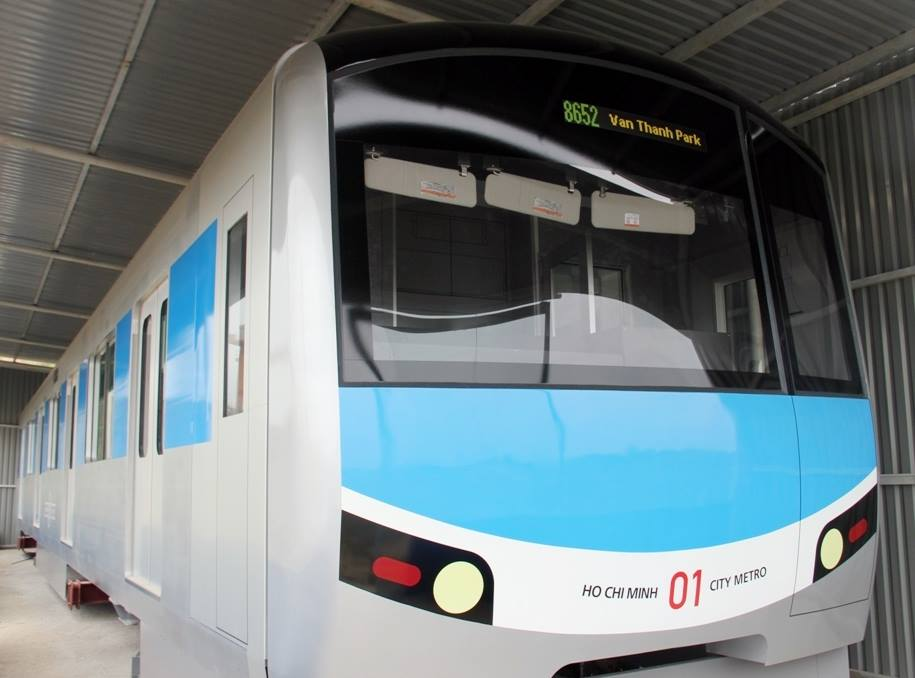 8652 Van Thanh Park
HO CHI MINH 01 CITY METRO